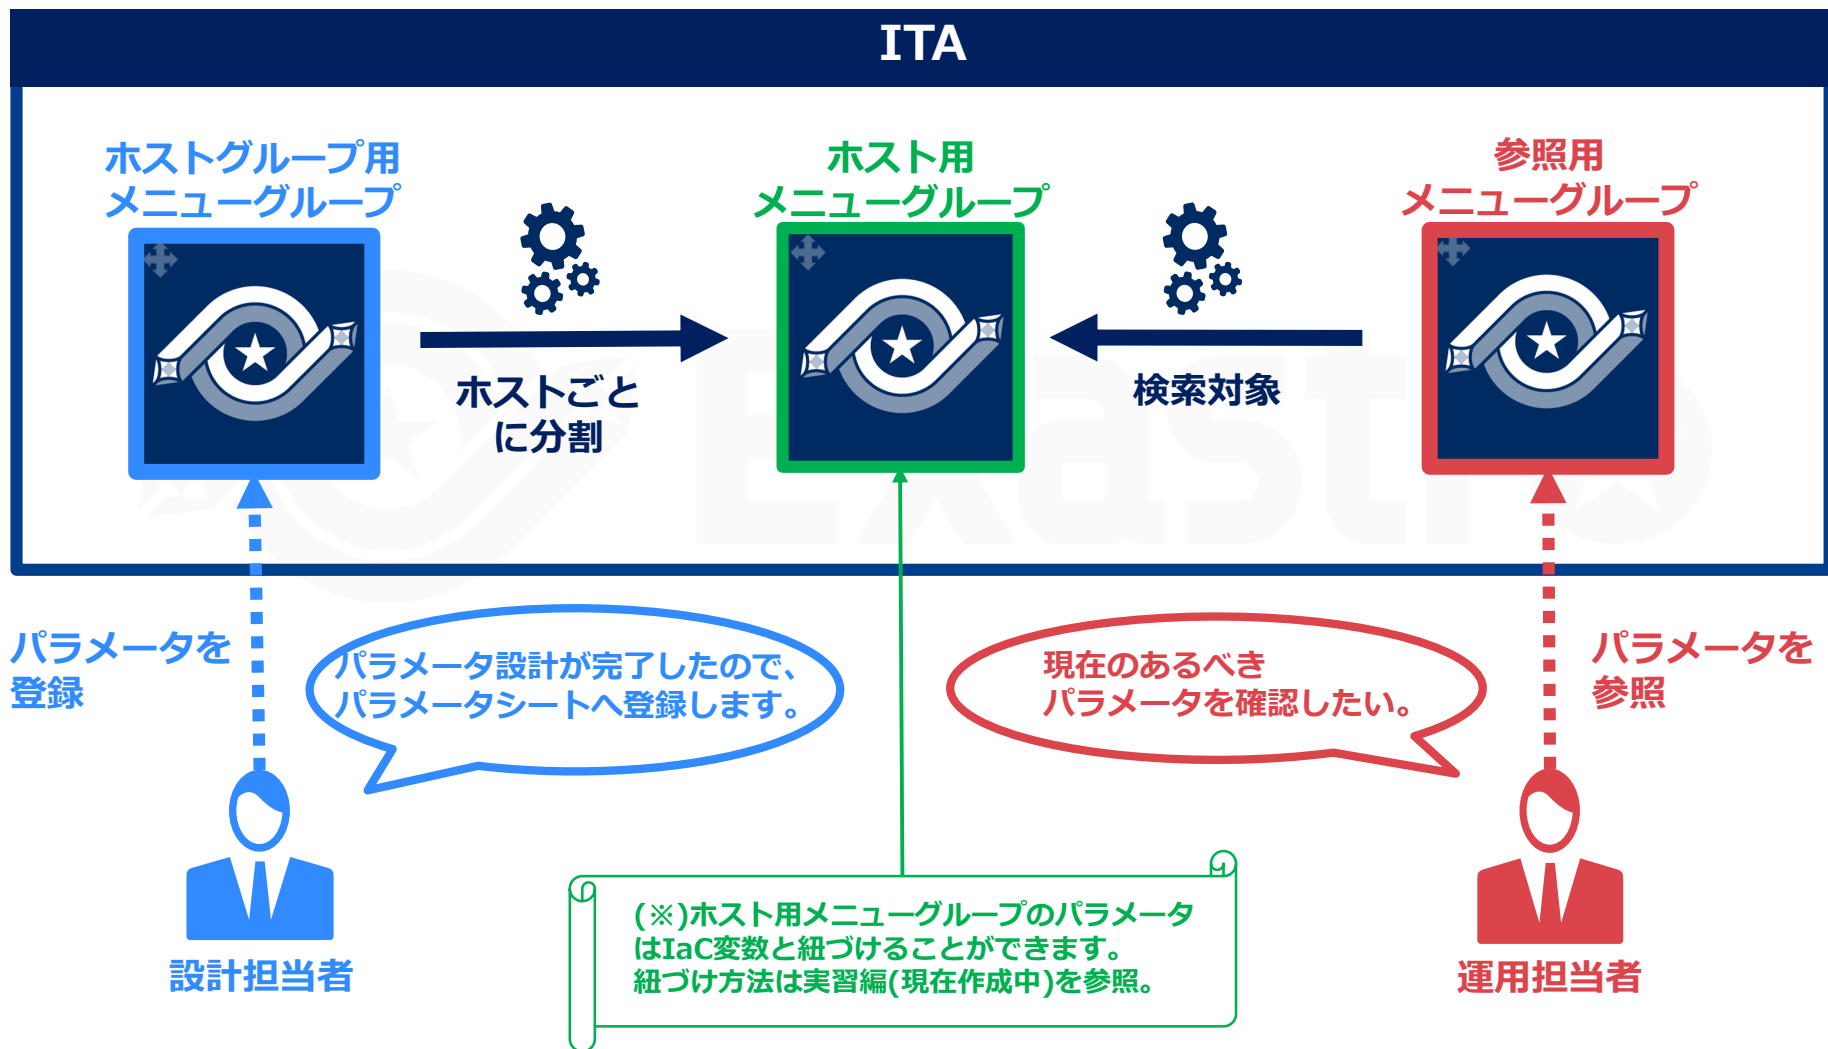 ITA
ホストグループ用
メニューグループ
ホスト用
メニューグループ
参照用
メニューグループ
ホストごと
に分割
検索対象
Exastro
パラメータを
登録
パラメータ設計が完了したので、
パラメータシートへ登録します。
現在のあるべき
パラメータを確認したい。
パラメータを
参照
設計担当者
(※)ホスト用メニューグループのパラメータ
はIaC変数と紐づけることができます。
紐づけ方法は実習編(現在作成中)を参照。
運用担当者